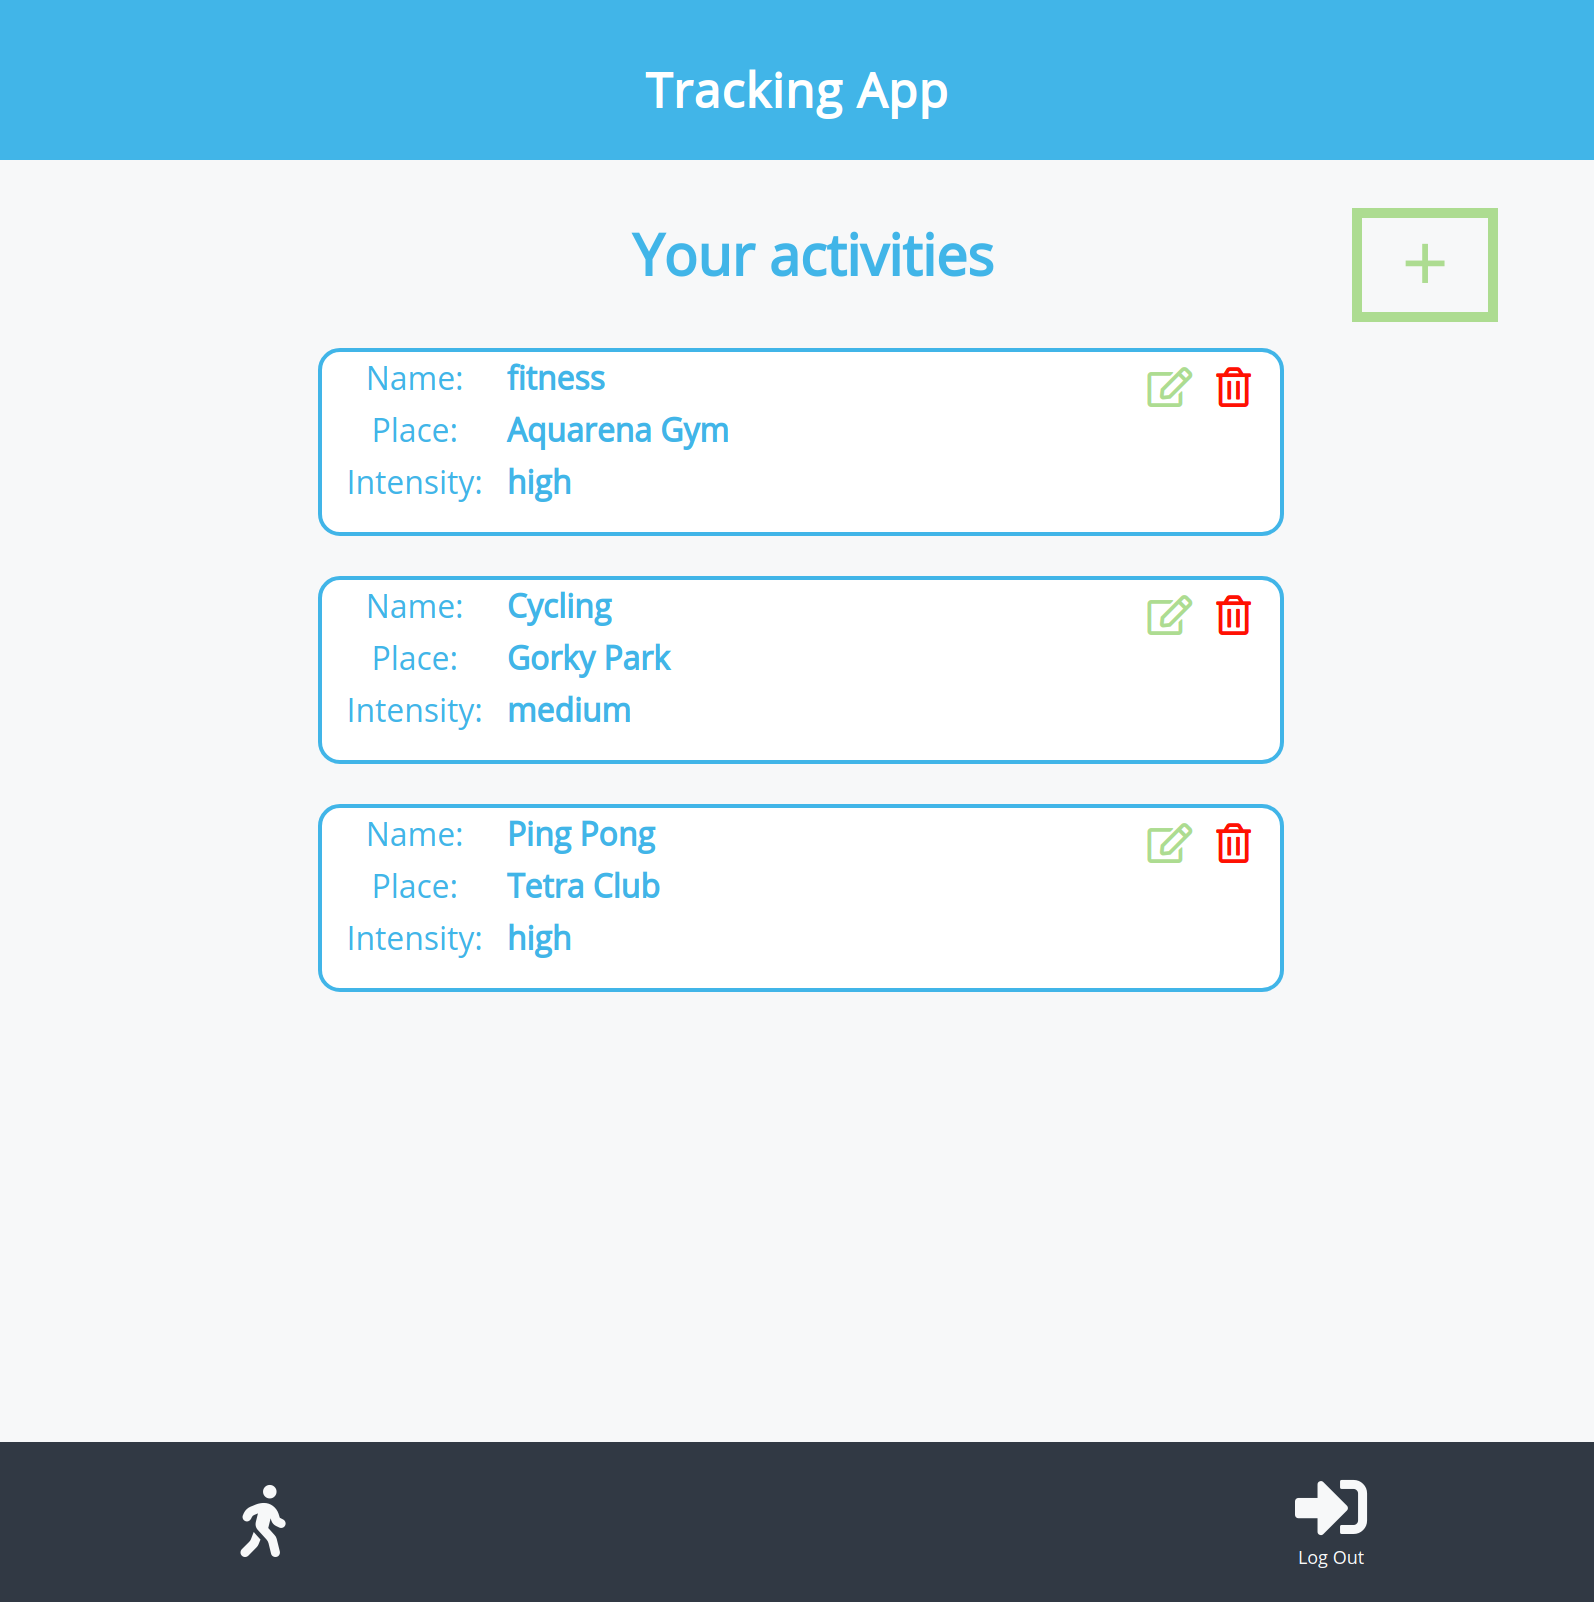 Tracking App
Your activities
+
Name: fitness
Place: Aquarena Gym
Intensity: high
Name: Cycling
Place: Gorky Park
Intensity: medium
Name: Ping Pong
Place: Tetra Club
Intensity: high
Log Out